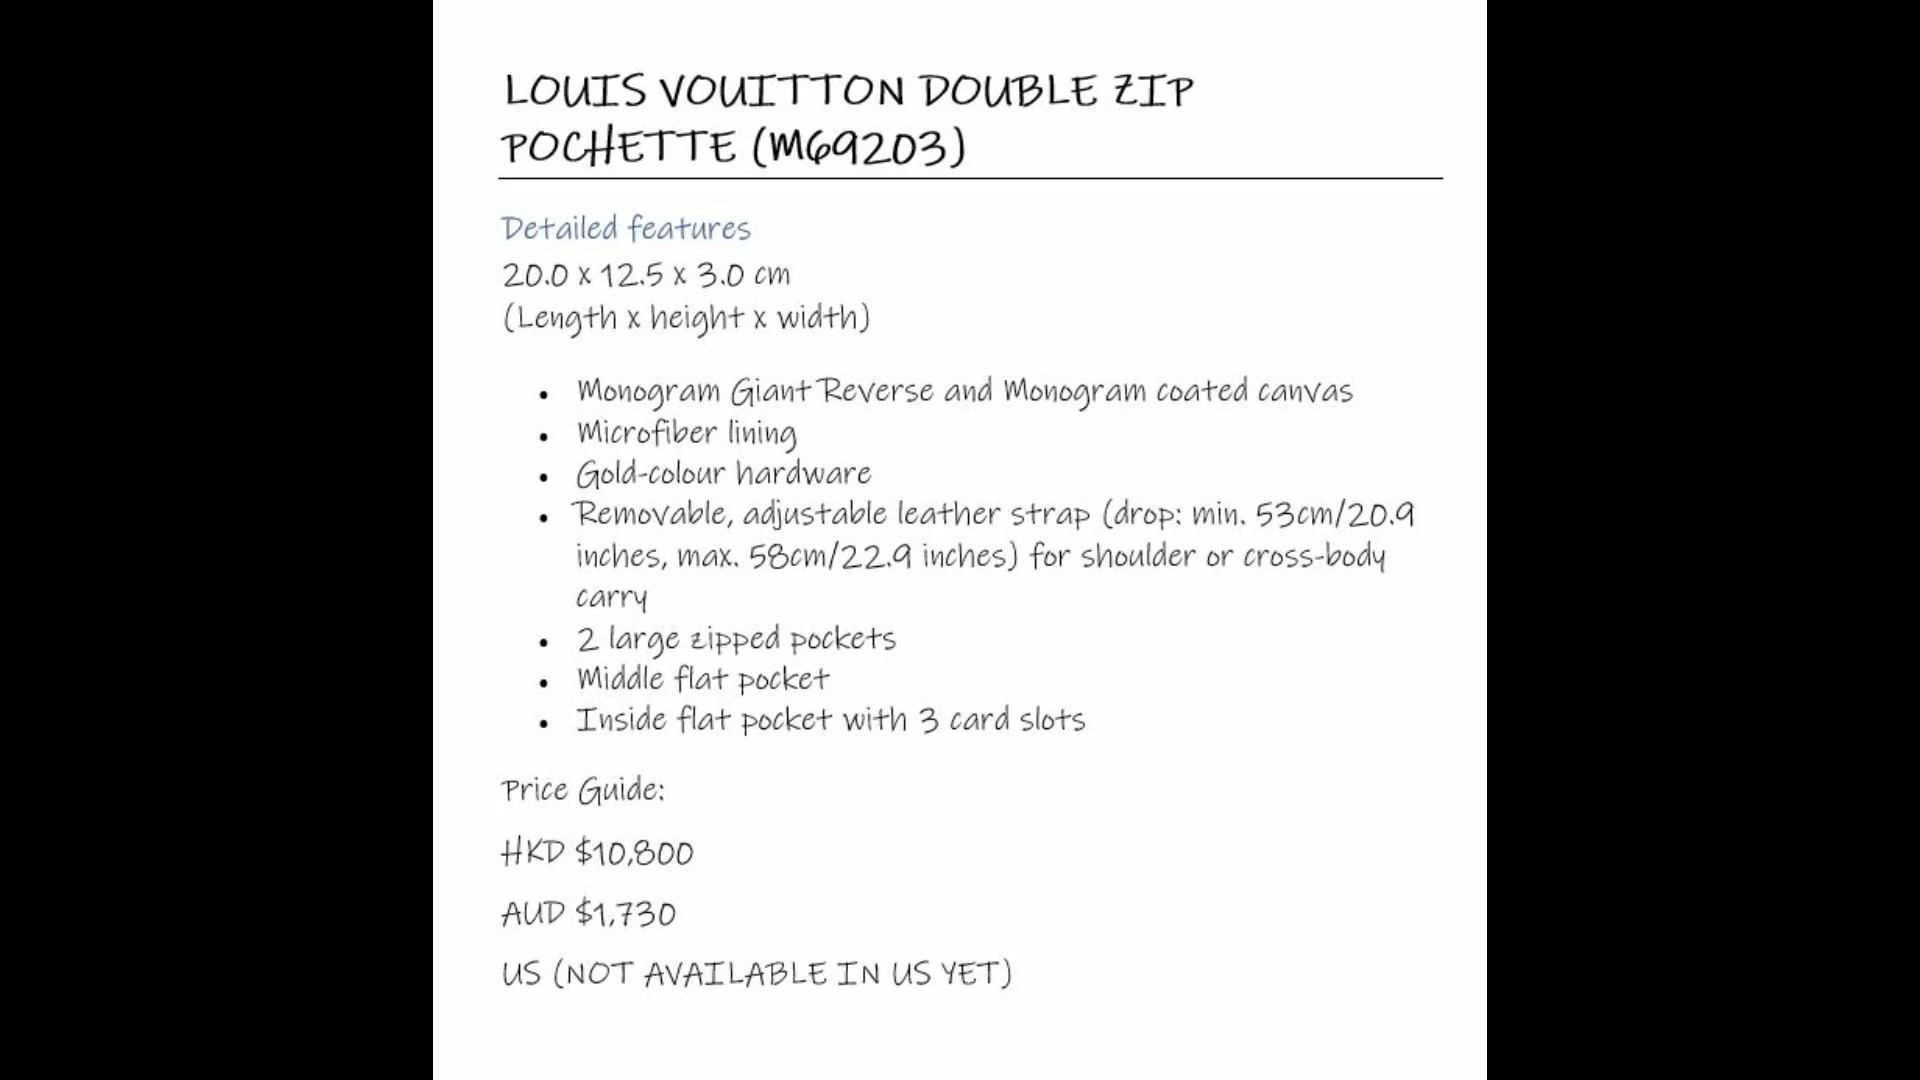 LOUIS VOUITTON DOUBLE ZIP
POCHETTE (M69203)
Detailed features
20.0 x 12.5 x 3.0 cm
(Length x height x width)
• Monogram Giant Reverse and Monogram coated canvas
• Microfiber lining
• Gold-colour hardware
• Removable, adjustable leather strap (drop: min. 53cm/20.9
inches, max. 58cm/22.9 inches) for shoulder or cross-body
carry
• 2 large zipped pockets
• Middle flat pocket
• Inside flat pocket with 3 card slots
Price Guide:
HKD $10,800
AUD $1,730
US (NOT AVAILABLE IN US YET)